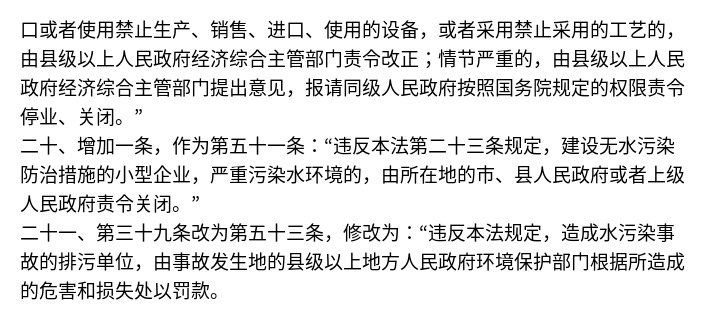 口或者使用禁止生产、销售、进口、使用的设备，或者采用禁止采用的工艺的，
由县级以上人民政府经济综合主管部门责令改正；情节严重的，由县级以上人民
政府经济综合主管部门提出意见，报请同级人民政府按照国务院规定的权限责令
停业、关闭。”
二十、增加一条，作为第五十一条：“违反本法第二十三条规定，建设无水污染
防治措施的小型企业，严重污染水环境的，由所在地的市、县人民政府或者上级
人民政府责令关闭。”
二十一、第三十九条改为第五十三条，修改为：“违反本法规定，造成水污染事
故的排污单位，由事故发生地的县级以上地方人民政府环境保护部门根据所造成
的危害和损失处以罚款。